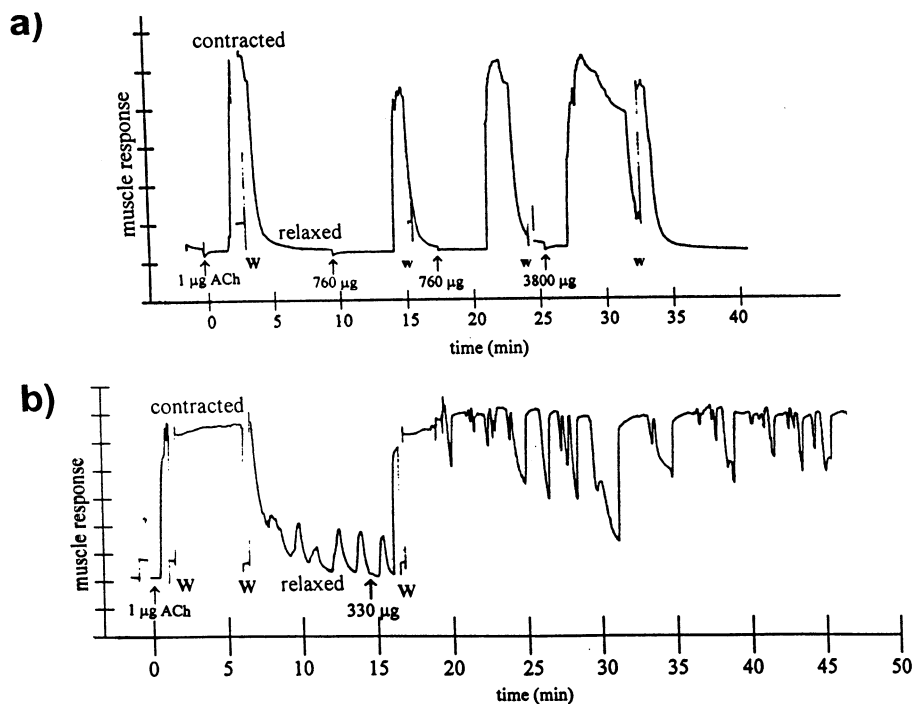 a)
contracted
muscle response
relaxed
1 µg ACh
W
760 µg
w
760 µg
w
3800 µg
w
0 5 10 15 20 25 30 35 40
time (min)
b)
contracted
muscle response
W
W
relaxed
W
1 µg ACh
330 µg
0 5 10 15 20 25 30 35 40 45 50
time (min)